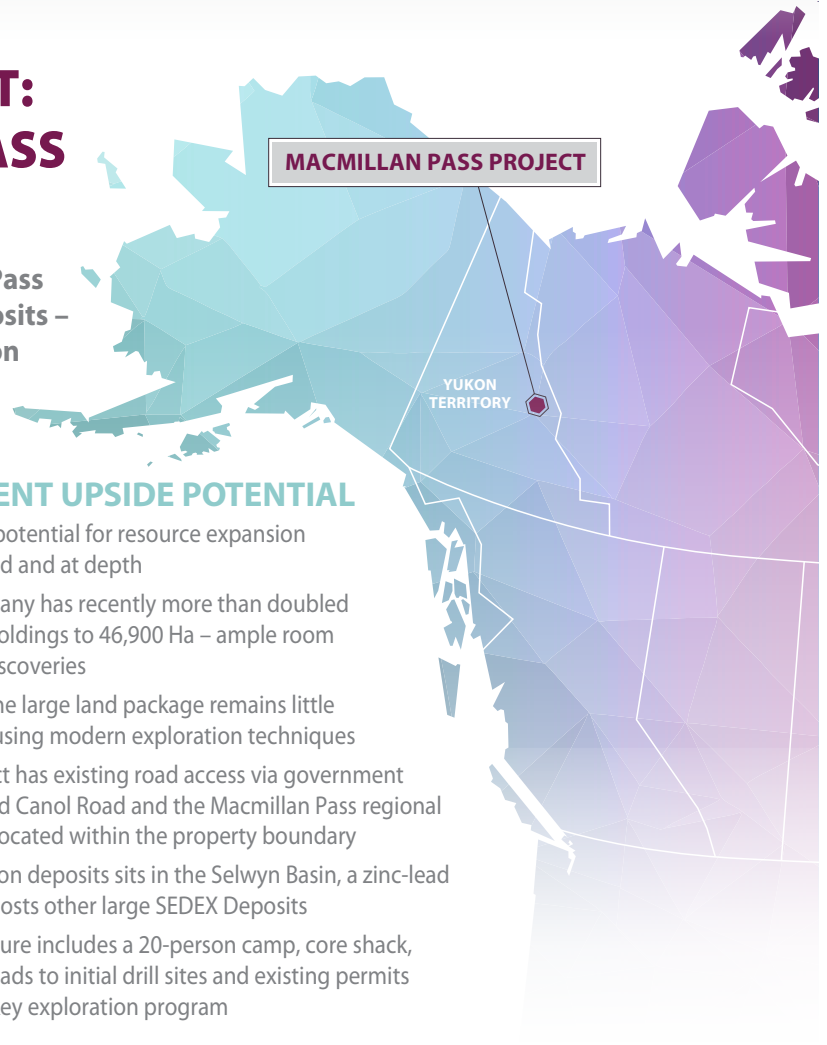 T:
ASS
MACMILLAN PASS PROJECT
Pass
osits –
on
YUKON
TERRITORY
ENT UPSIDE POTENTIAL
potential for resource expansion
d and at depth
any has recently more than doubled
oldings to 46,900 Ha – ample room
scoveries
he large land package remains little
using modern exploration techniques
ct has existing road access via government
d Canol Road and the Macmillan Pass regional
ocated within the property boundary
on deposits sits in the Selwyn Basin, a zinc-lead
osts other large SEDEX Deposits
ure includes a 20-person camp, core shack,
ads to initial drill sites and existing permits
ey exploration program